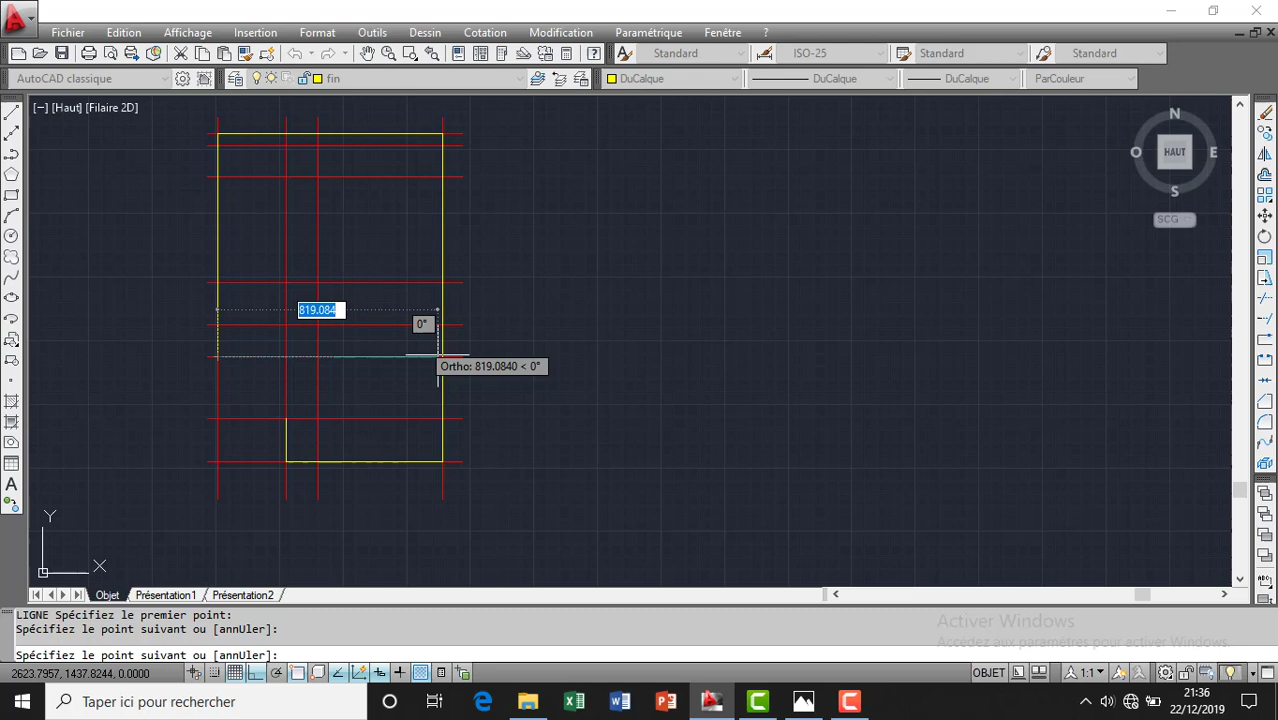 Fichier Edition Affichage Insertion Format Outils Dessin Cotation Modification Paramétrique Fenêtre ?
Standard ISO-25 Standard Standard
AutoCAD classique fin DuCalque DuCalque DuCalque ParCouleur
[−] [Haut] [Filaire 2D]
N
O HAUT E
S
SCG
819.084
0°
Ortho: 819.0840 < 0°
Y
X
Objet Présentation1 Présentation2
LIGNE Spécifiez le premier point:
Spécifiez le point suivant ou [annUler]:
Spécifiez le point suivant ou [annUler]:
Activer Windows
Accédez aux paramètres pour activer Windows.
2623.7957, 1437.8244, 0.0000 OBJET 1:1
Taper ici pour rechercher
21:36
22/12/2019